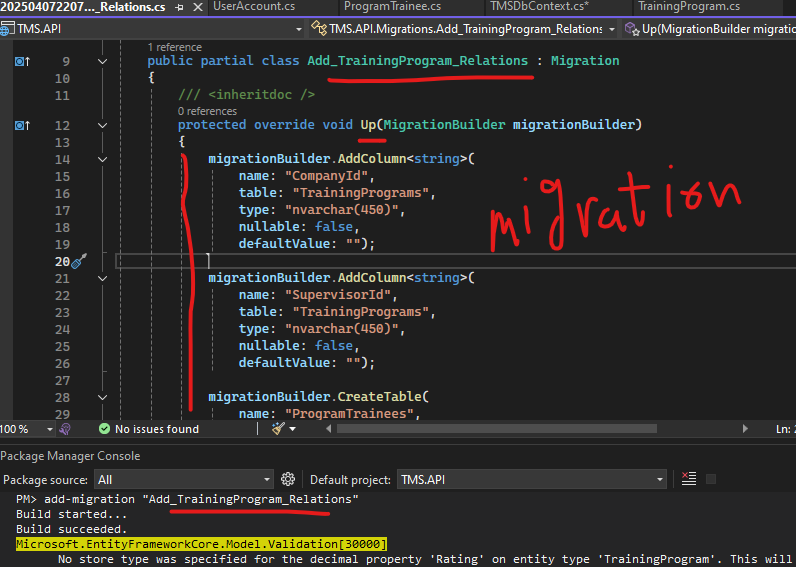 202504072207..._Relations.cs
UserAccount.cs
ProgramTrainee.cs
TMSDbContext.cs*
TrainingProgram.cs
TMS.API
TMS.API.Migrations.Add_TrainingProgram_Relations
Up(MigrationBuilder migratio
1 reference
9 public partial class Add_TrainingProgram_Relations : Migration
10 {
11 /// <inheritdoc />
0 references
12 protected override void Up(MigrationBuilder migrationBuilder)
13 {
14 migrationBuilder.AddColumn<string>(
15 name: "CompanyId",
16 table: "TrainingPrograms",
17 type: "nvarchar(450)",
18 nullable: false,
19 defaultValue: "");
20
21 migrationBuilder.AddColumn<string>(
22 name: "SupervisorId",
23 table: "TrainingPrograms",
24 type: "nvarchar(450)",
25 nullable: false,
26 defaultValue: "");
27
28 migrationBuilder.CreateTable(
29 name: "ProgramTrainees",
migration
100 %
No issues found
Ln: 2
Package Manager Console
Package source: All
Default project: TMS.API
PM> add-migration "Add_TrainingProgram_Relations"
Build started...
Build succeeded.
Microsoft.EntityFrameworkCore.Model.Validation[30000]
No store type was specified for the decimal property 'Rating' on entity type 'TrainingProgram'. This will